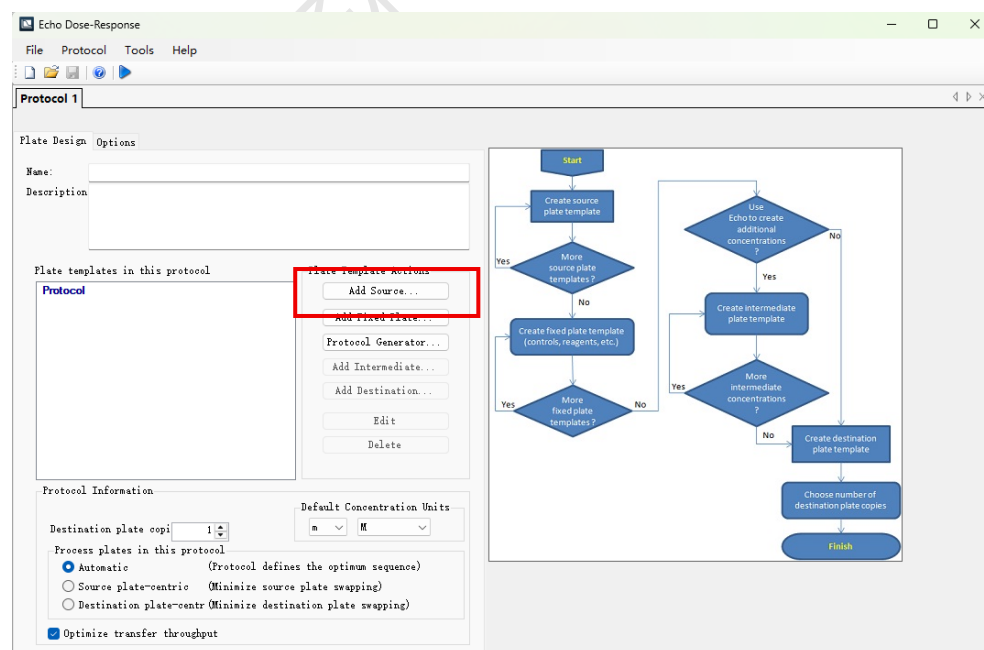 Echo Dose-Response
File Protocol Tools Help
Protocol 1
Plate Design Options
Name:
Description
Plate templates in this protocol
Protocol
Plate Template Actions
Add Source...
Add Fixed Plate...
Protocol Generator...
Add Intermediate...
Add Destination...
Edit
Delete
Protocol Information
Destination plate copi 1
Default Concentration Units
m M
Process plates in this protocol
Automatic (Protocol defines the optimum sequence)
Source plate-centric (Minimize source plate swapping)
Destination plate-centr (Minimize destination plate swapping)
Optimize transfer throughput
Start
Create source
plate template
More
source plate
templates ?
Yes
No
Create fixed plate template
(controls, reagents, etc.)
More
fixed plate
templates ?
Yes
No
Use
Echo to create
additional
concentrations
?
No
Yes
Create intermediate
plate template
More
intermediate
concentrations
?
Yes
No
Create destination
plate template
Choose number of
destination plate copies
Finish